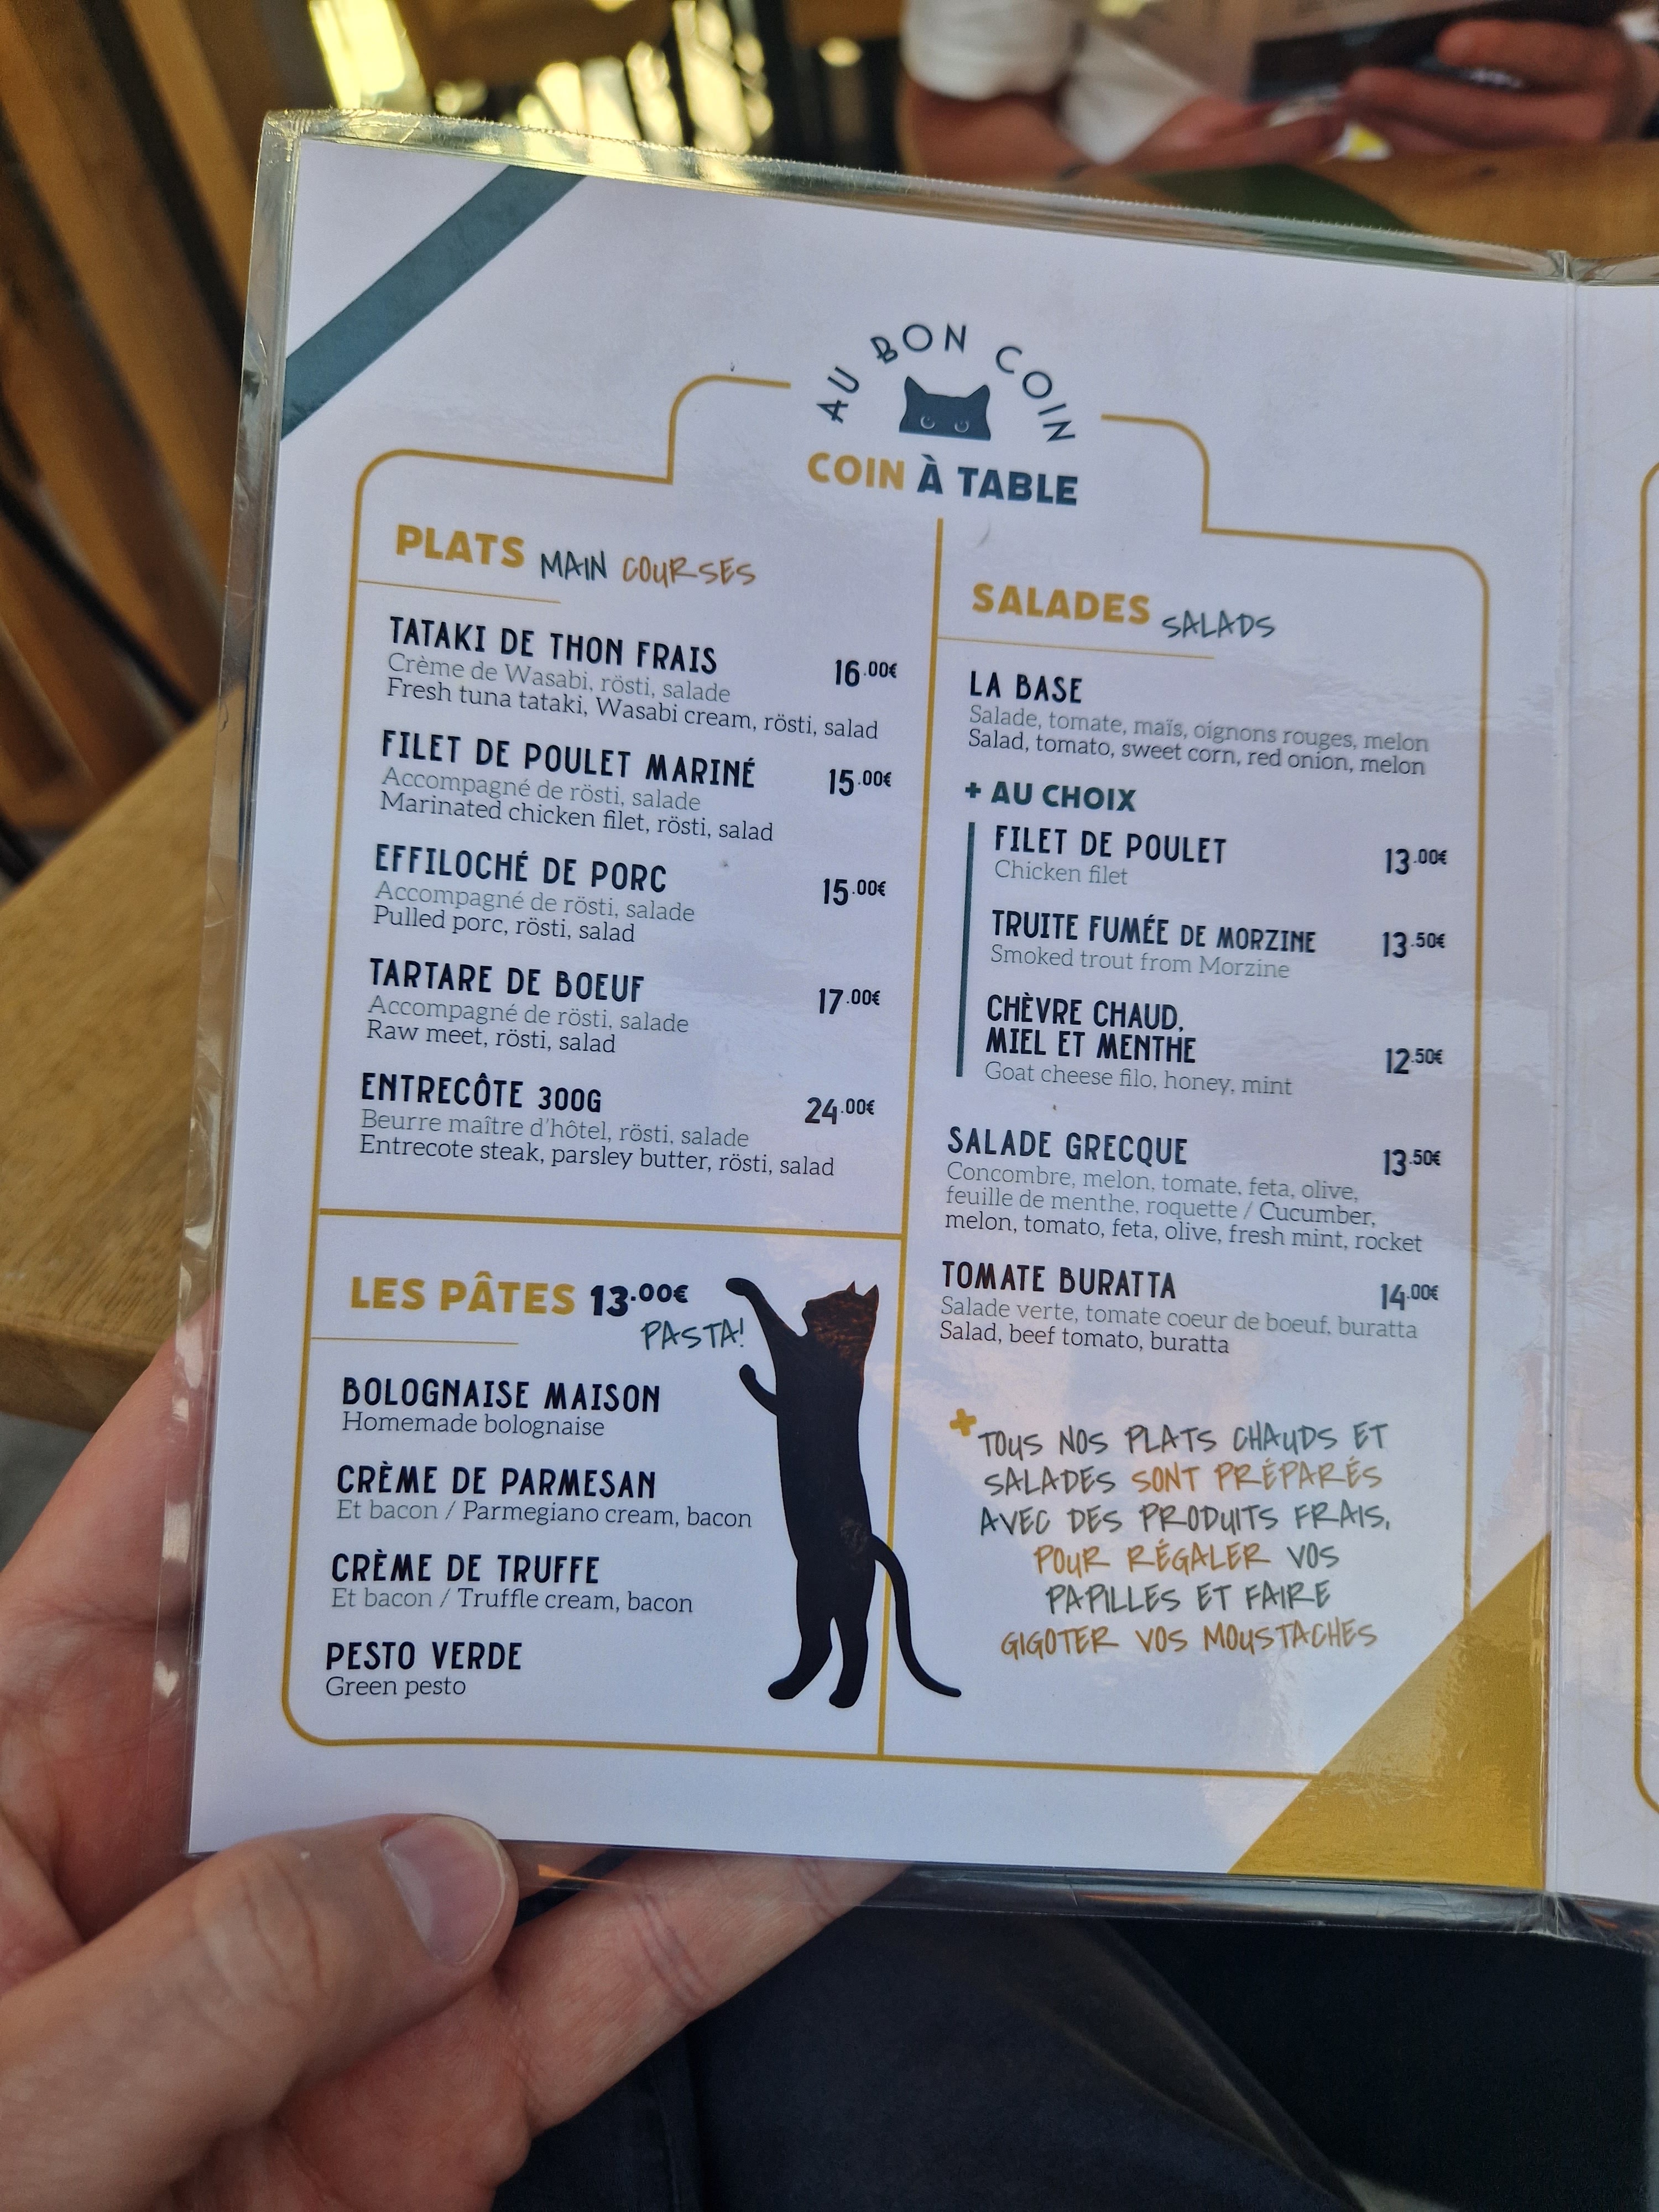 AU BON COIN
COIN À TABLE
PLATS MAIN COURSES
TATAKI DE THON FRAIS 16.00€
Crème de Wasabi, rösti, salade
Fresh tuna tataki, Wasabi cream, rösti, salad
FILET DE POULET MARINÉ 15.00€
Accompagné de rösti, salade
Marinated chicken filet, rösti, salad
EFFILOCHÉ DE PORC 15.00€
Accompagné de rösti, salade
Pulled porc, rösti, salad
TARTARE DE BOEUF 17.00€
Accompagné de rösti, salade
Raw meet, rösti, salad
ENTRECÔTE 300G 24.00€
Beurre maître d'hôtel, rösti, salade
Entrecote steak, parsley butter, rösti, salad
LES PÂTES 13.00€
PASTA!
BOLOGNAISE MAISON
Homemade bolognaise
CRÈME DE PARMESAN
Et bacon / Parmegiano cream, bacon
CRÈME DE TRUFFE
Et bacon / Truffle cream, bacon
PESTO VERDE
Green pesto
SALADES SALADS
LA BASE
Salade, tomate, maïs, oignons rouges, melon
Salad, tomato, sweet corn, red onion, melon
+ AU CHOIX
FILET DE POULET 13.00€
Chicken filet
TRUITE FUMÉE DE MORZINE 13.50€
Smoked trout from Morzine
CHÈVRE CHAUD,
MIEL ET MENTHE 12.50€
Goat cheese filo, honey, mint
SALADE GRECQUE 13.50€
Concombre, melon, tomate, feta, olive,
feuille de menthe, roquette / Cucumber,
melon, tomato, feta, olive, fresh mint, rocket
TOMATE BURATTA 14.00€
Salade verte, tomate coeur de boeuf, buratta
Salad, beef tomato, buratta
+ TOUS NOS PLATS CHAUDS ET
SALADES SONT PRÉPARÉS
AVEC DES PRODUITS FRAIS,
POUR RÉGALER VOS
PAPILLES ET FAIRE
GIGOTER VOS MOUSTACHES